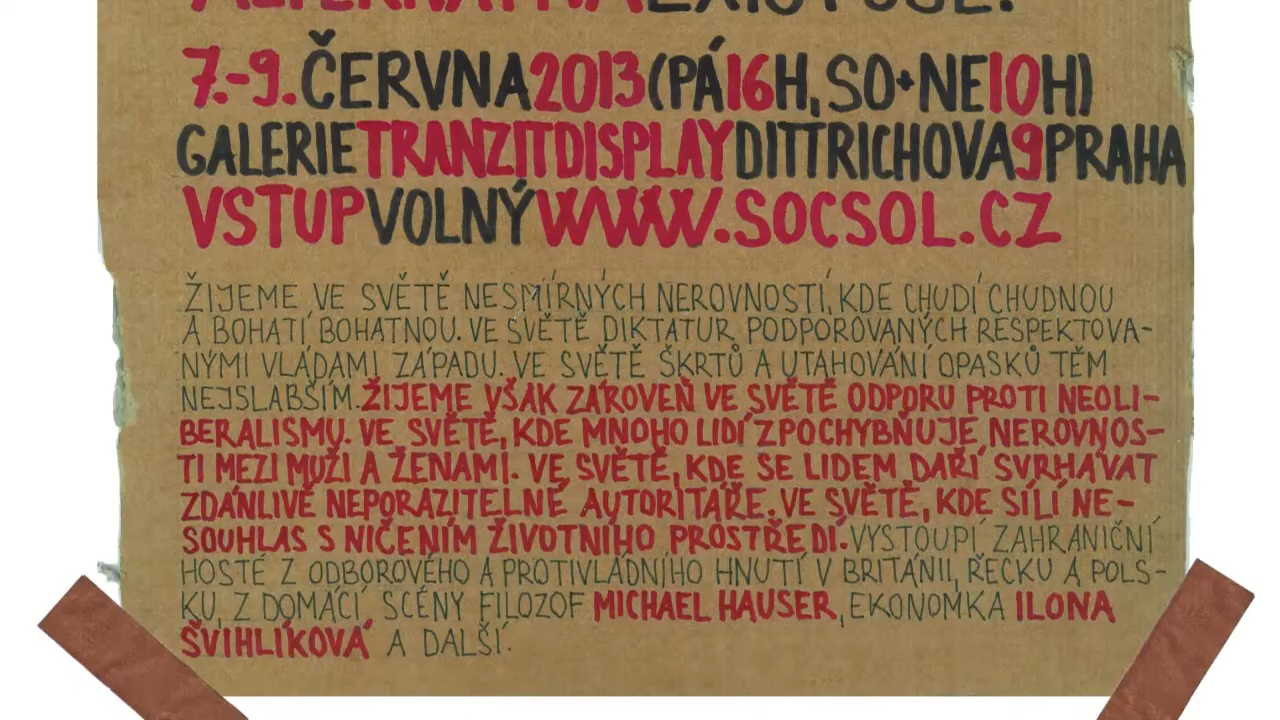 ALTERNATIVA EXISTUJE!
7.-9. ČERVNA 2013 (PÁ 16H, SO+NE 10H)
GALERIE TRANZITDISPLAY DITTRICHOVA 9 PRAHA
VSTUP VOLNÝ WWW.SOCSOL.CZ
ŽIJEME VE SVĚTĚ NESMÍRNÝCH NEROVNOSTÍ, KDE CHUDÍ CHUDNOU
A BOHATÍ BOHATNOU. VE SVĚTĚ DIKTATUR PODPOROVANÝCH RESPEKTOVA-
NÝMI VLÁDAMI ZÁPADU. VE SVĚTĚ ŠKRTŮ A UTAHOVÁNÍ OPASKŮ TĚM
NEJSLABŠÍM. ŽIJEME VŠAK ZÁROVEŇ VE SVĚTĚ ODPORU PROTI NEOLI-
BERALISMU. VE SVĚTĚ, KDE MNOHO LIDÍ ZPOCHYBŇUJE NEROVNOS-
TI MEZI MUŽI A ŽENAMI. VE SVĚTĚ, KDE SE LIDEM DAŘÍ SVRHÁVAT
ZDÁNLIVĚ NEPORAZITELNÉ AUTORITÁŘE. VE SVĚTĚ, KDE SÍLÍ NE-
SOUHLAS S NIČENÍM ŽIVOTNÍHO PROSTŘEDÍ. VYSTOUPÍ ZAHRANIČNÍ
HOSTÉ Z ODBOROVÉHO A PROTIVLÁDNÍHO HNUTÍ V BRITÁNII, ŘECKU A POLS-
KU, Z DOMÁCÍ SCÉNY FILOZOF MICHAEL HAUSER, EKONOMKA ILONA
ŠVIHLÍKOVÁ A DALŠÍ.